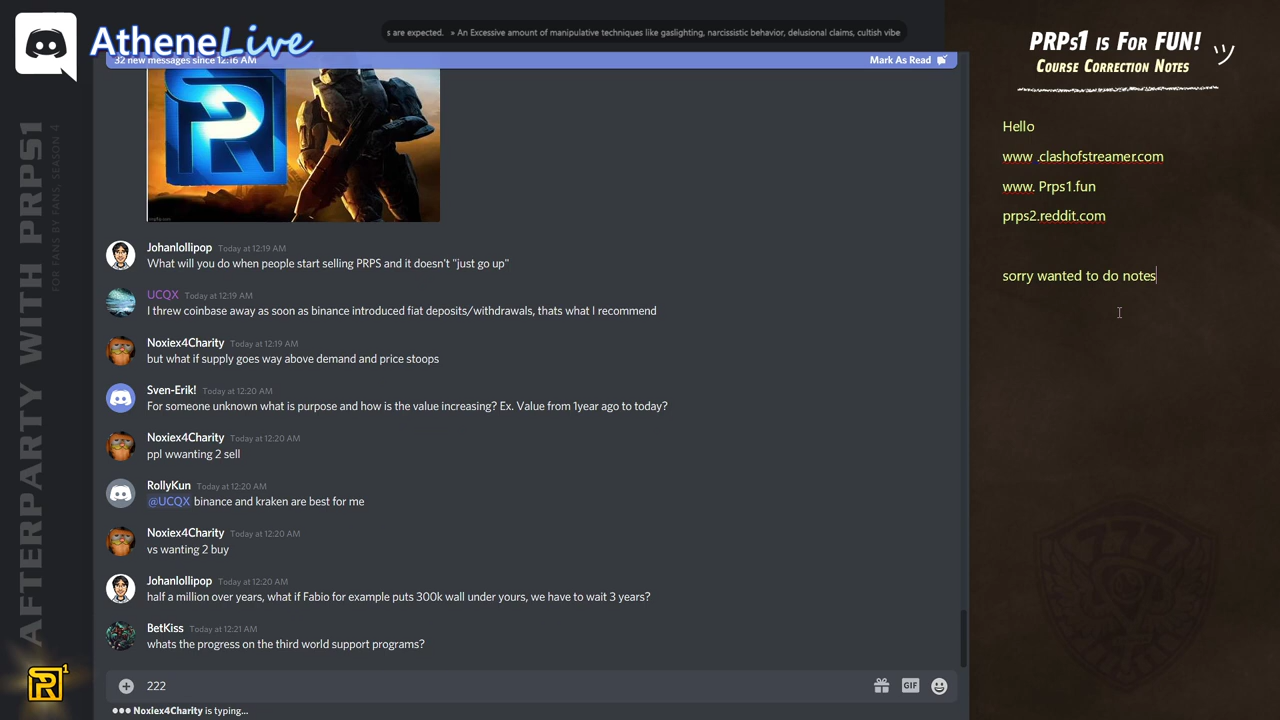 AtheneLive
s are expected. » An Excessive amount of manipulative techniques like gaslighting, narcissistic behavior, delusional claims, cultish vibe
32 new messages since 12:16 AM
Mark As Read
Johanlollipop Today at 12:19 AM
What will you do when people start selling PRPS and it doesn't "just go up"
UCQX Today at 12:19 AM
I threw coinbase away as soon as binance introduced fiat deposits/withdrawals, thats what I recommend
Noxiex4Charity Today at 12:19 AM
but what if supply goes way above demand and price stoops
Sven-Erik! Today at 12:20 AM
For someone unknown what is purpose and how is the value increasing? Ex. Value from 1year ago to today?
Noxiex4Charity Today at 12:20 AM
ppl wwanting 2 sell
RollyKun Today at 12:20 AM
@UCQX binance and kraken are best for me
Noxiex4Charity Today at 12:20 AM
vs wanting 2 buy
Johanlollipop Today at 12:20 AM
half a million over years, what if Fabio for example puts 300k wall under yours, we have to wait 3 years?
BetKiss Today at 12:21 AM
whats the progress on the third world support programs?
222
GIF
Noxiex4Charity is typing...
AFTERPARTY WITH PRPS1
FOR FANS BY FANS, SEASON 4
1
PRPs1 is For FUN!
Course Correction Notes
ツ
Hello
www .clashofstreamer.com
www. Prps1.fun
prps2.reddit.com
sorry wanted to do notes
777